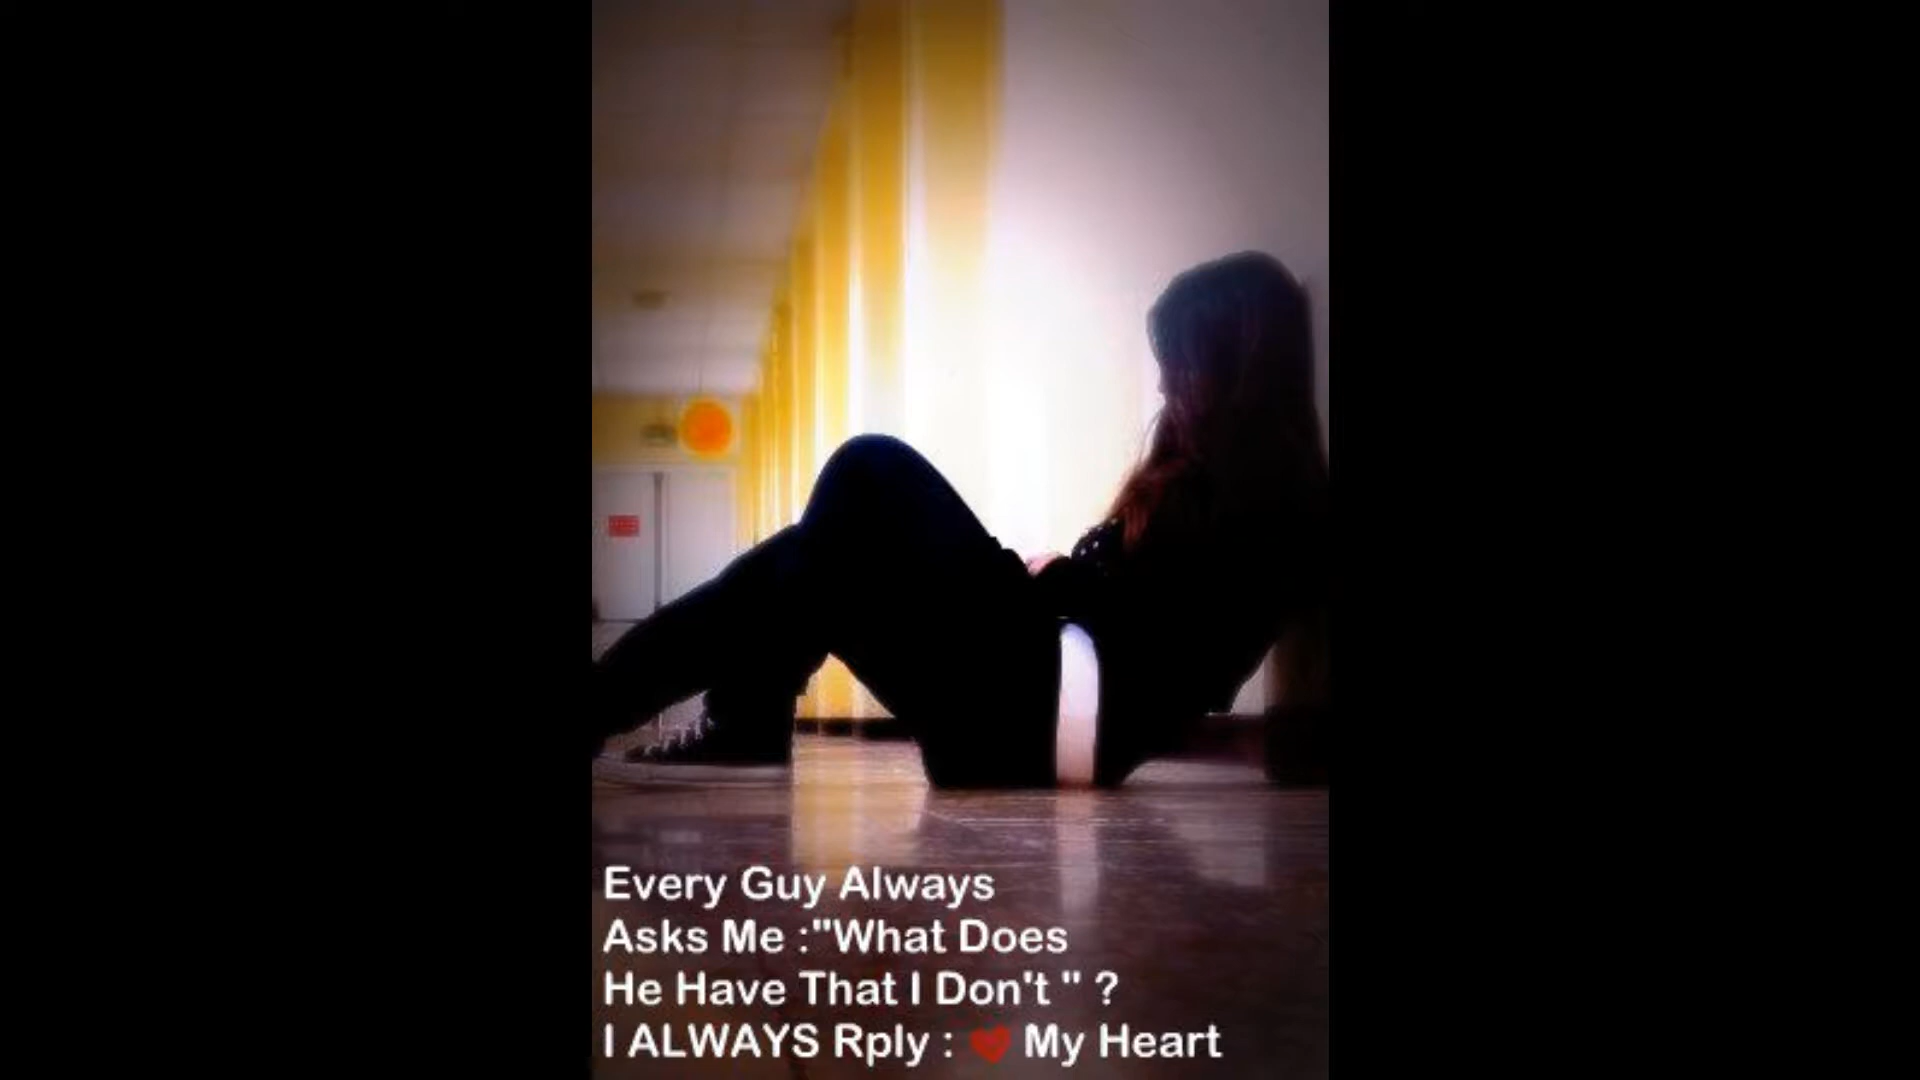 Every Guy Always
Asks Me :"What Does
He Have That I Don't " ?
I ALWAYS Rply : ❤ My Heart